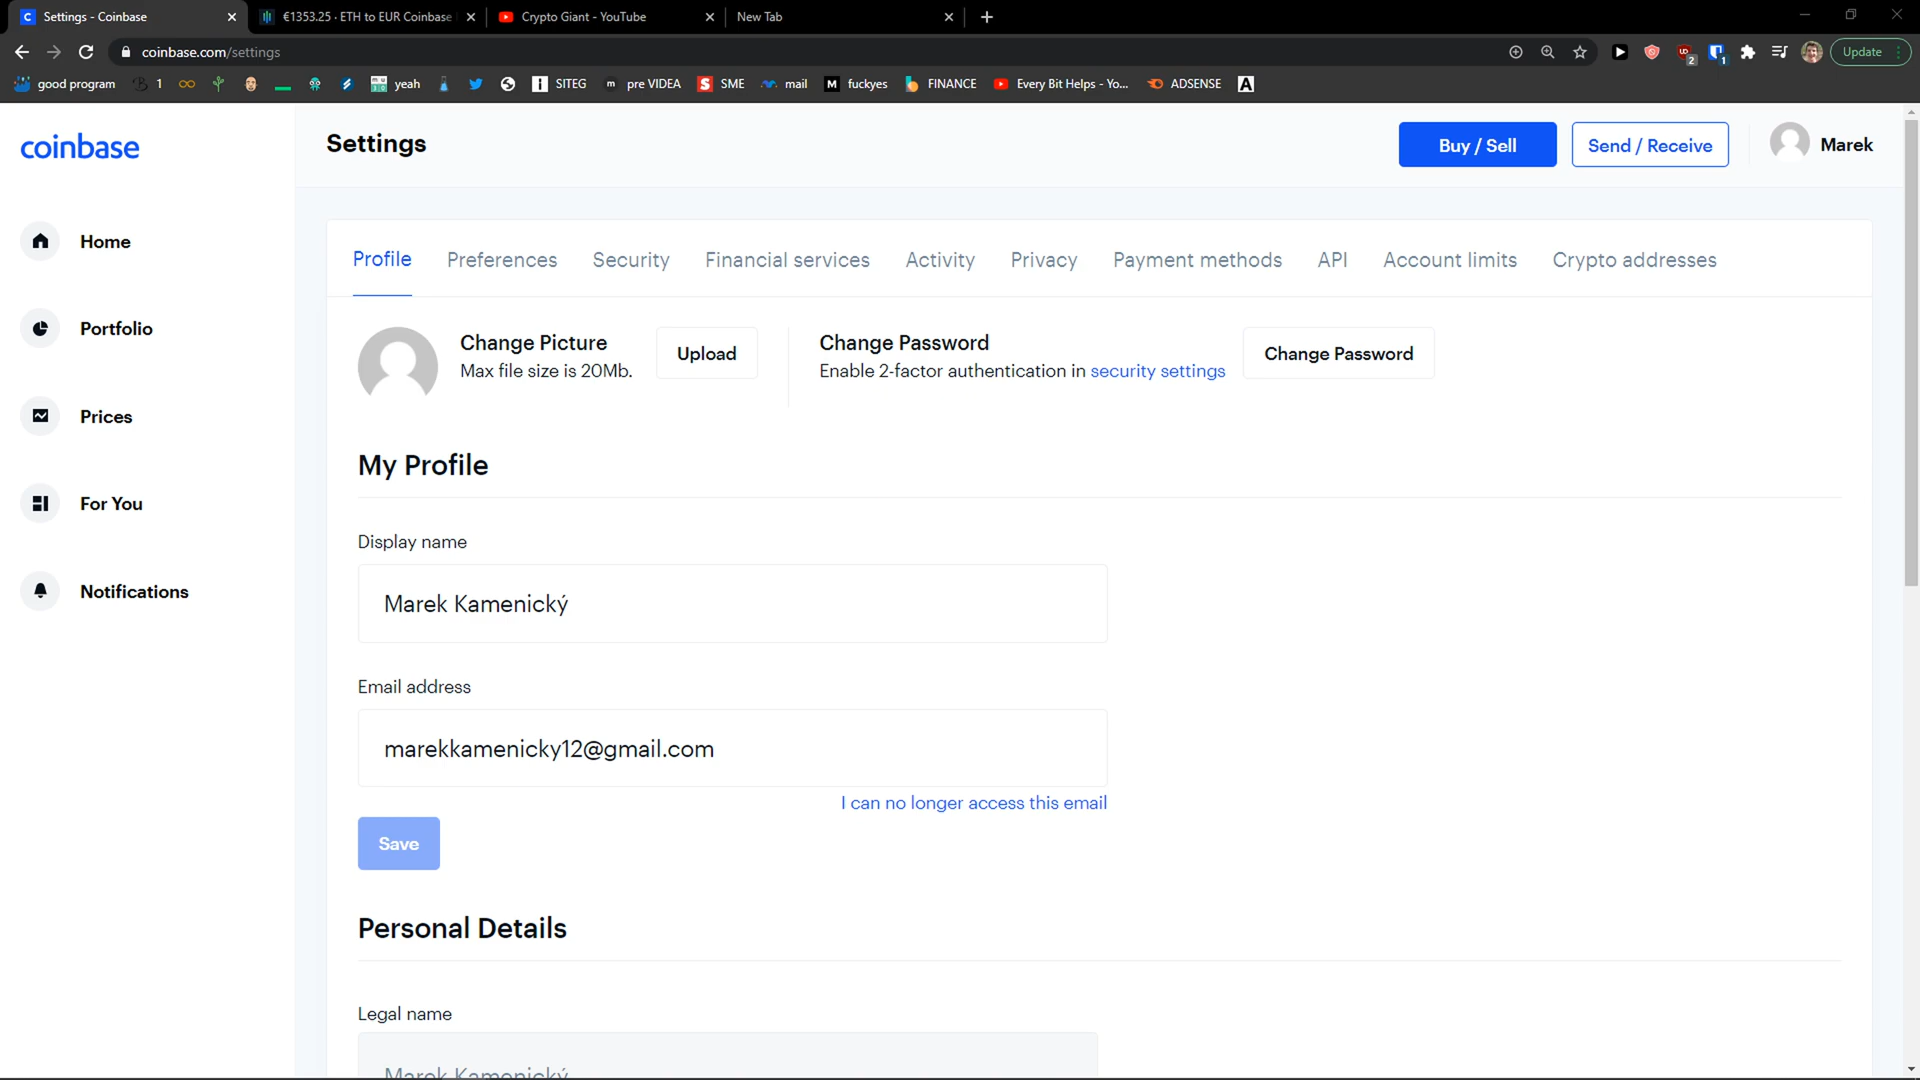 Settings - Coinbase
€1353.25 · ETH to EUR Coinbase
Crypto Giant - YouTube
New Tab
coinbase.com/settings
2
1
Update
good program
1
yeah
SITEG
m
pre VIDEA
S
SME
mail
M
fuckyes
FINANCE
Every Bit Helps - Yo...
ADSENSE
A
coinbase
Settings
Buy / Sell
Send / Receive
Marek
Home
Portfolio
Prices
For You
Notifications
Profile
Preferences
Security
Financial services
Activity
Privacy
Payment methods
API
Account limits
Crypto addresses
Change Picture
Max file size is 20Mb.
Upload
Change Password
Enable 2-factor authentication in security settings
Change Password
My Profile
Display name
Marek Kamenický
Email address
marekkamenicky12@gmail.com
I can no longer access this email
Save
Personal Details
Legal name
Marek Kamenický